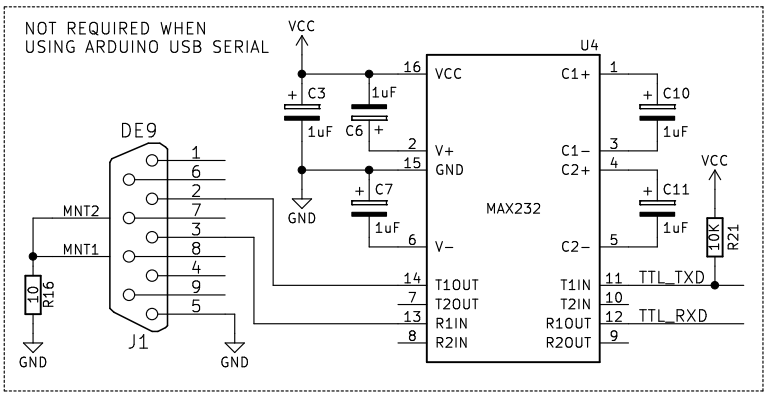 NOT REQUIRED WHEN
USING ARDUINO USB SERIAL
VCC
U4
16 VCC
C1+ 1
+ C3
1uF
1uF
C6 +
+ C10
1uF
DE9
2 V+
C1- 3
15 GND
C2+ 4
VCC
1
6
2
7
3
8
4
9
5
MNT2
MNT1
GND
+ C7
1uF
MAX232
+ C11
1uF
10K
R21
6 V-
C2- 5
14 T1OUT
T1IN 11 TTL_TXD
7 T2OUT
T2IN 10
13 R1IN
R1OUT 12 TTL_RXD
8 R2IN
R2OUT 9
10
R16
J1
GND
GND